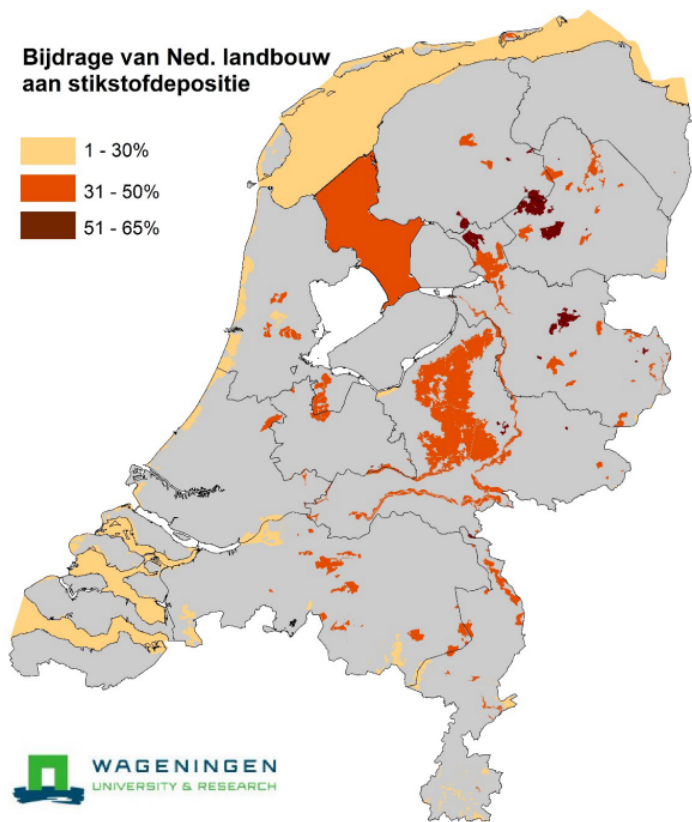 Bijdrage van Ned. landbouw
aan stikstofdepositie
1 - 30%
31 - 50%
51 - 65%
WAGENINGEN
UNIVERSITY & RESEARCH